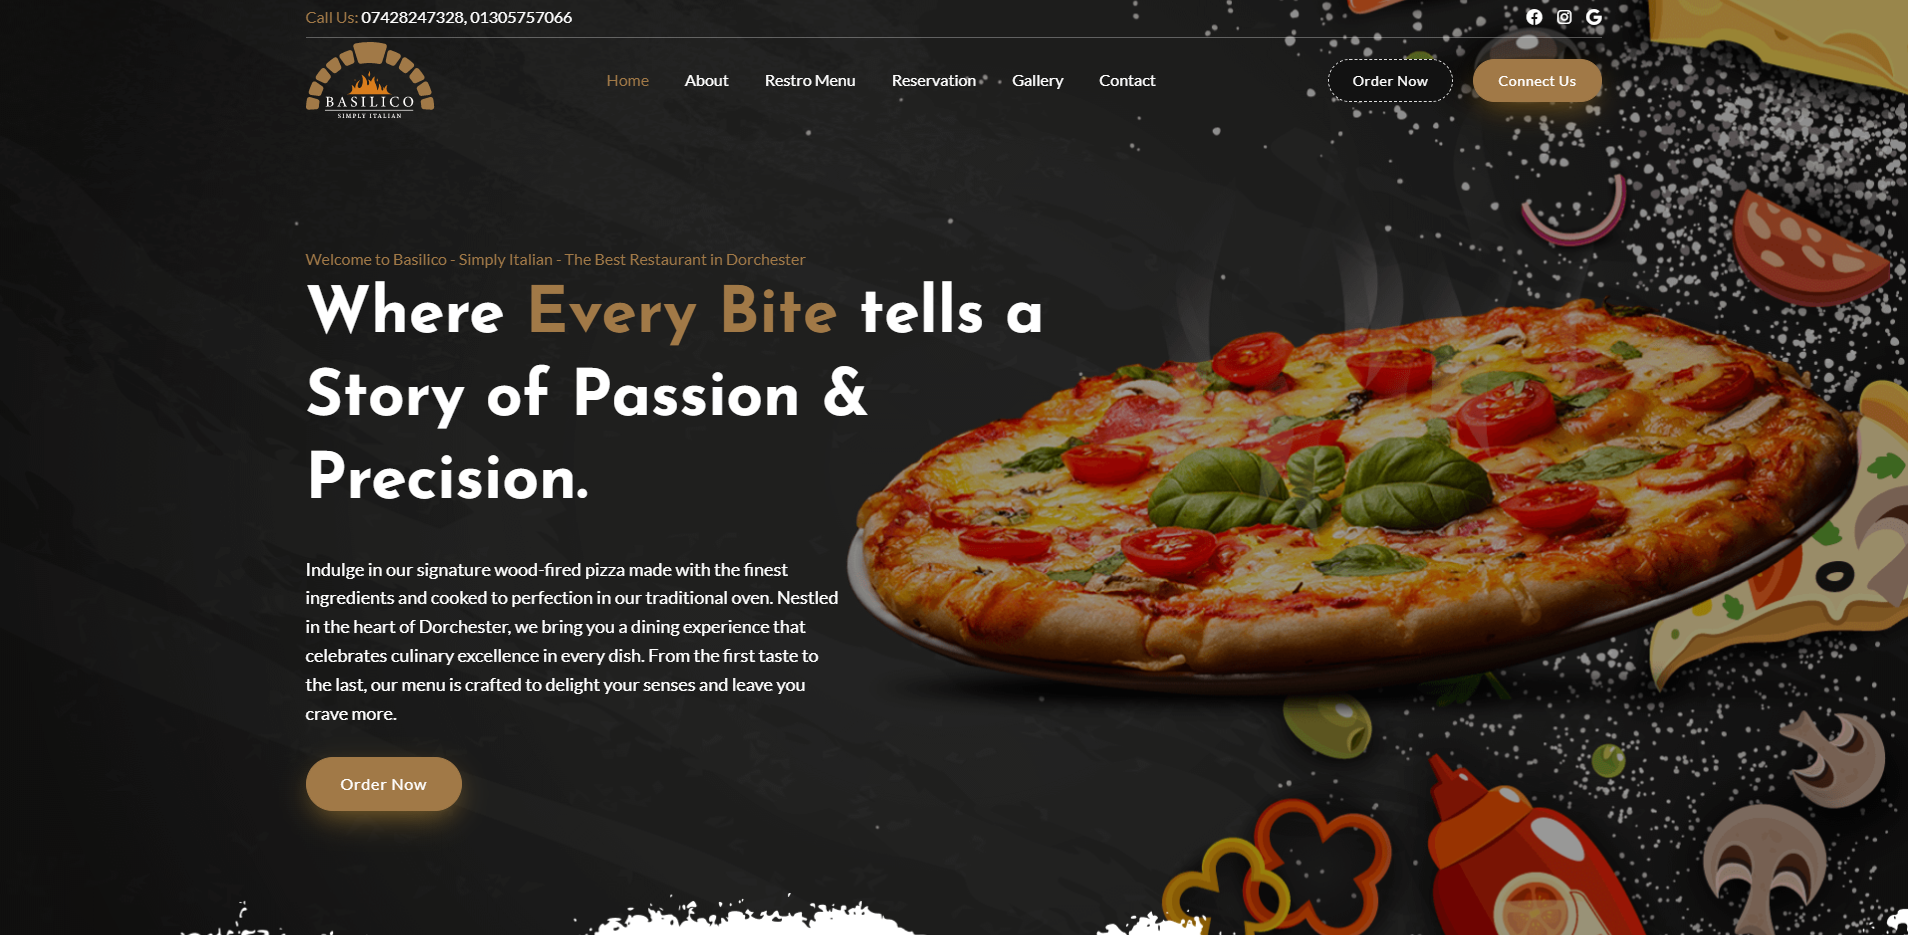 Call Us: 07428247328, 01305757066
BASILICO
SIMPLY ITALIAN
Home About Restro Menu Reservation Gallery Contact Order Now Connect Us
Welcome to Basilico - Simply Italian - The Best Restaurant in Dorchester
Where Every Bite tells a
Story of Passion &
Precision.
Indulge in our signature wood-fired pizza made with the finest
ingredients and cooked to perfection in our traditional oven. Nestled
in the heart of Dorchester, we bring you a dining experience that
celebrates culinary excellence in every dish. From the first taste to
the last, our menu is crafted to delight your senses and leave you
crave more.
Order Now